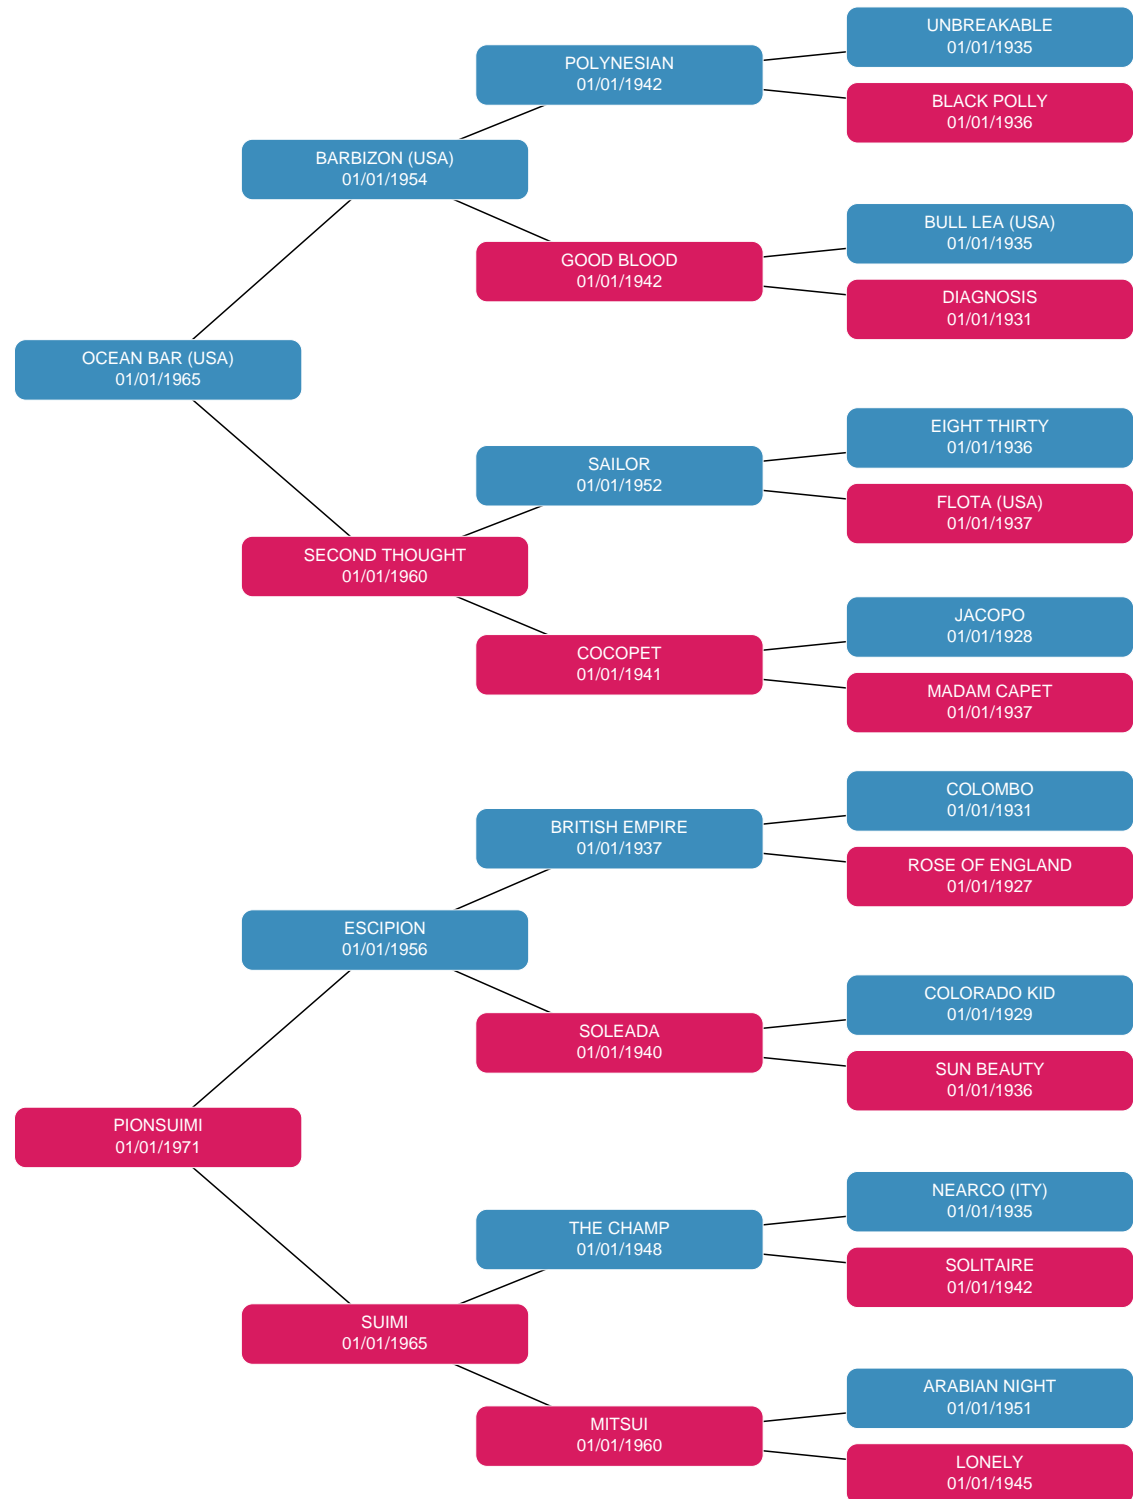 UNBREAKABLE
01/01/1935
POLYNESIAN
01/01/1942
BLACK POLLY
01/01/1936
BARBIZON (USA)
01/01/1954
BULL LEA (USA)
01/01/1935
GOOD BLOOD
01/01/1942
DIAGNOSIS
01/01/1931
OCEAN BAR (USA)
01/01/1965
EIGHT THIRTY
01/01/1936
SAILOR
01/01/1952
FLOTA (USA)
01/01/1937
SECOND THOUGHT
01/01/1960
JACOPO
01/01/1928
COCOPET
01/01/1941
MADAM CAPET
01/01/1937
COLOMBO
01/01/1931
BRITISH EMPIRE
01/01/1937
ROSE OF ENGLAND
01/01/1927
ESCIPION
01/01/1956
COLORADO KID
01/01/1929
SOLEADA
01/01/1940
SUN BEAUTY
01/01/1936
PIONSUIMI
01/01/1971
NEARCO (ITY)
01/01/1935
THE CHAMP
01/01/1948
SOLITAIRE
01/01/1942
SUIMI
01/01/1965
ARABIAN NIGHT
01/01/1951
MITSUI
01/01/1960
LONELY
01/01/1945